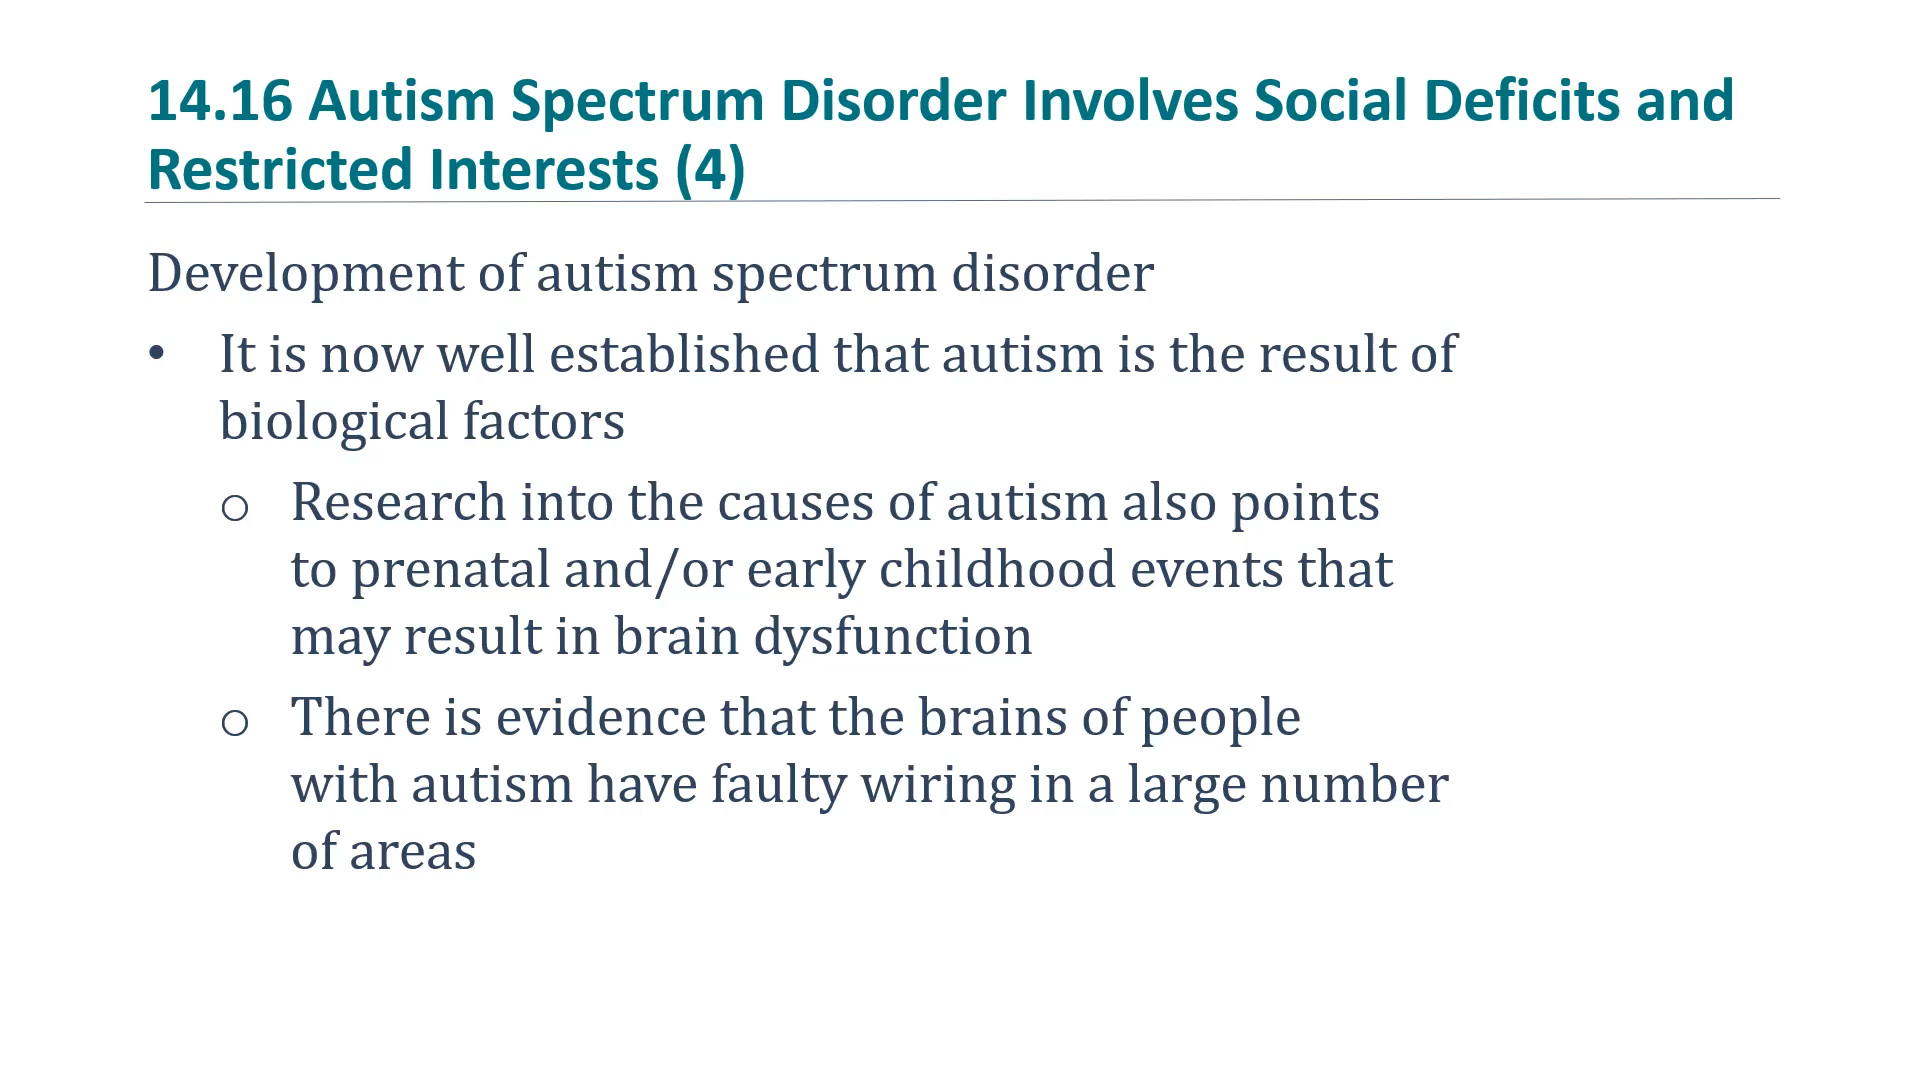 14.16 Autism Spectrum Disorder Involves Social Deficits and
Restricted Interests (4)
Development of autism spectrum disorder
• It is now well established that autism is the result of
biological factors
o Research into the causes of autism also points
to prenatal and/or early childhood events that
may result in brain dysfunction
o There is evidence that the brains of people
with autism have faulty wiring in a large number
of areas